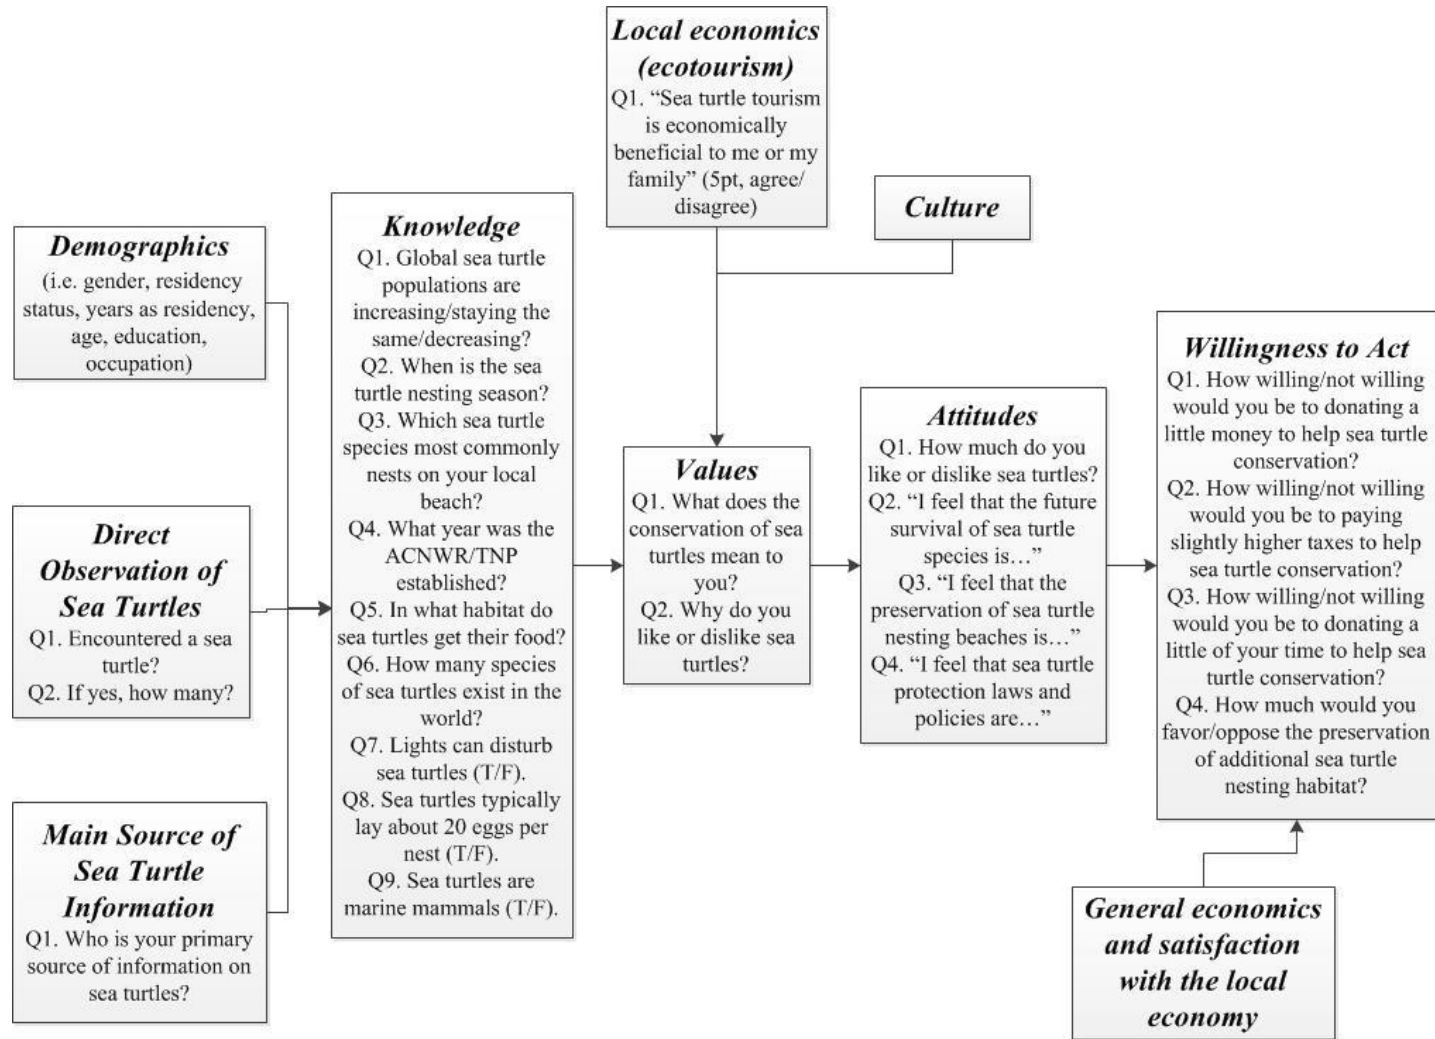 Local economics
(ecotourism)
Q1. “Sea turtle tourism
is economically
beneficial to me or my
family” (5pt, agree/
disagree)
Culture
Demographics
(i.e. gender, residency
status, years as residency,
age, education,
occupation)
Direct
Observation of
Sea Turtles
Q1. Encountered a sea
turtle?
Q2. If yes, how many?
Main Source of
Sea Turtle
Information
Q1. Who is your primary
source of information on
sea turtles?
Knowledge
Q1. Global sea turtle
populations are
increasing/staying the
same/decreasing?
Q2. When is the sea
turtle nesting season?
Q3. Which sea turtle
species most commonly
nests on your local
beach?
Q4. What year was the
ACNWR/TNP
established?
Q5. In what habitat do
sea turtles get their food?
Q6. How many species
of sea turtles exist in the
world?
Q7. Lights can disturb
sea turtles (T/F).
Q8. Sea turtles typically
lay about 20 eggs per
nest (T/F).
Q9. Sea turtles are
marine mammals (T/F).
Values
Q1. What does the
conservation of sea
turtles mean to
you?
Q2. Why do you
like or dislike sea
turtles?
Attitudes
Q1. How much do you
like or dislike sea turtles?
Q2. “I feel that the future
survival of sea turtle
species is…”
Q3. “I feel that the
preservation of sea turtle
nesting beaches is…”
Q4. “I feel that sea turtle
protection laws and
policies are…”
Willingness to Act
Q1. How willing/not willing
would you be to donating a
little money to help sea turtle
conservation?
Q2. How willing/not willing
would you be to paying
slightly higher taxes to help
sea turtle conservation?
Q3. How willing/not willing
would you be to donating a
little of your time to help sea
turtle conservation?
Q4. How much would you
favor/oppose the preservation
of additional sea turtle
nesting habitat?
General economics
and satisfaction
with the local
economy